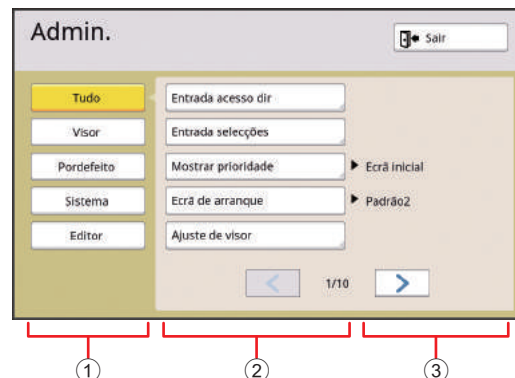 Admin.
Sair
Tudo
Entrada acesso dir
Visor
Entrada selecções
Pordefeito
Mostrar prioridade
Ecrã inicial
Sistema
Ecrã de arranque
Padrão2
Editor
Ajuste de visor
1/10
1
2
3